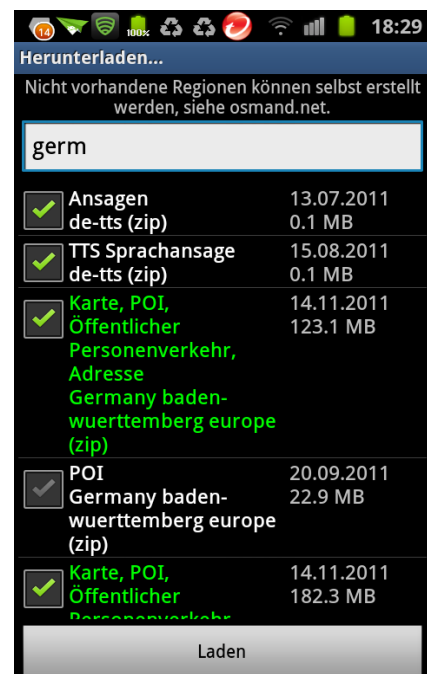 14 100% 18:29
Herunterladen...
Nicht vorhandene Regionen können selbst erstellt
werden, siehe osmand.net.
germ
Ansagen 13.07.2011
de-tts (zip) 0.1 MB
TTS Sprachansage 15.08.2011
de-tts (zip) 0.1 MB
Karte, POI, 14.11.2011
Öffentlicher 123.1 MB
Personenverkehr,
Adresse
Germany baden-
wuerttemberg europe
(zip)
POI 20.09.2011
Germany baden- 22.9 MB
wuerttemberg europe
(zip)
Karte, POI, 14.11.2011
Öffentlicher 182.3 MB
Personenverkehr
Laden